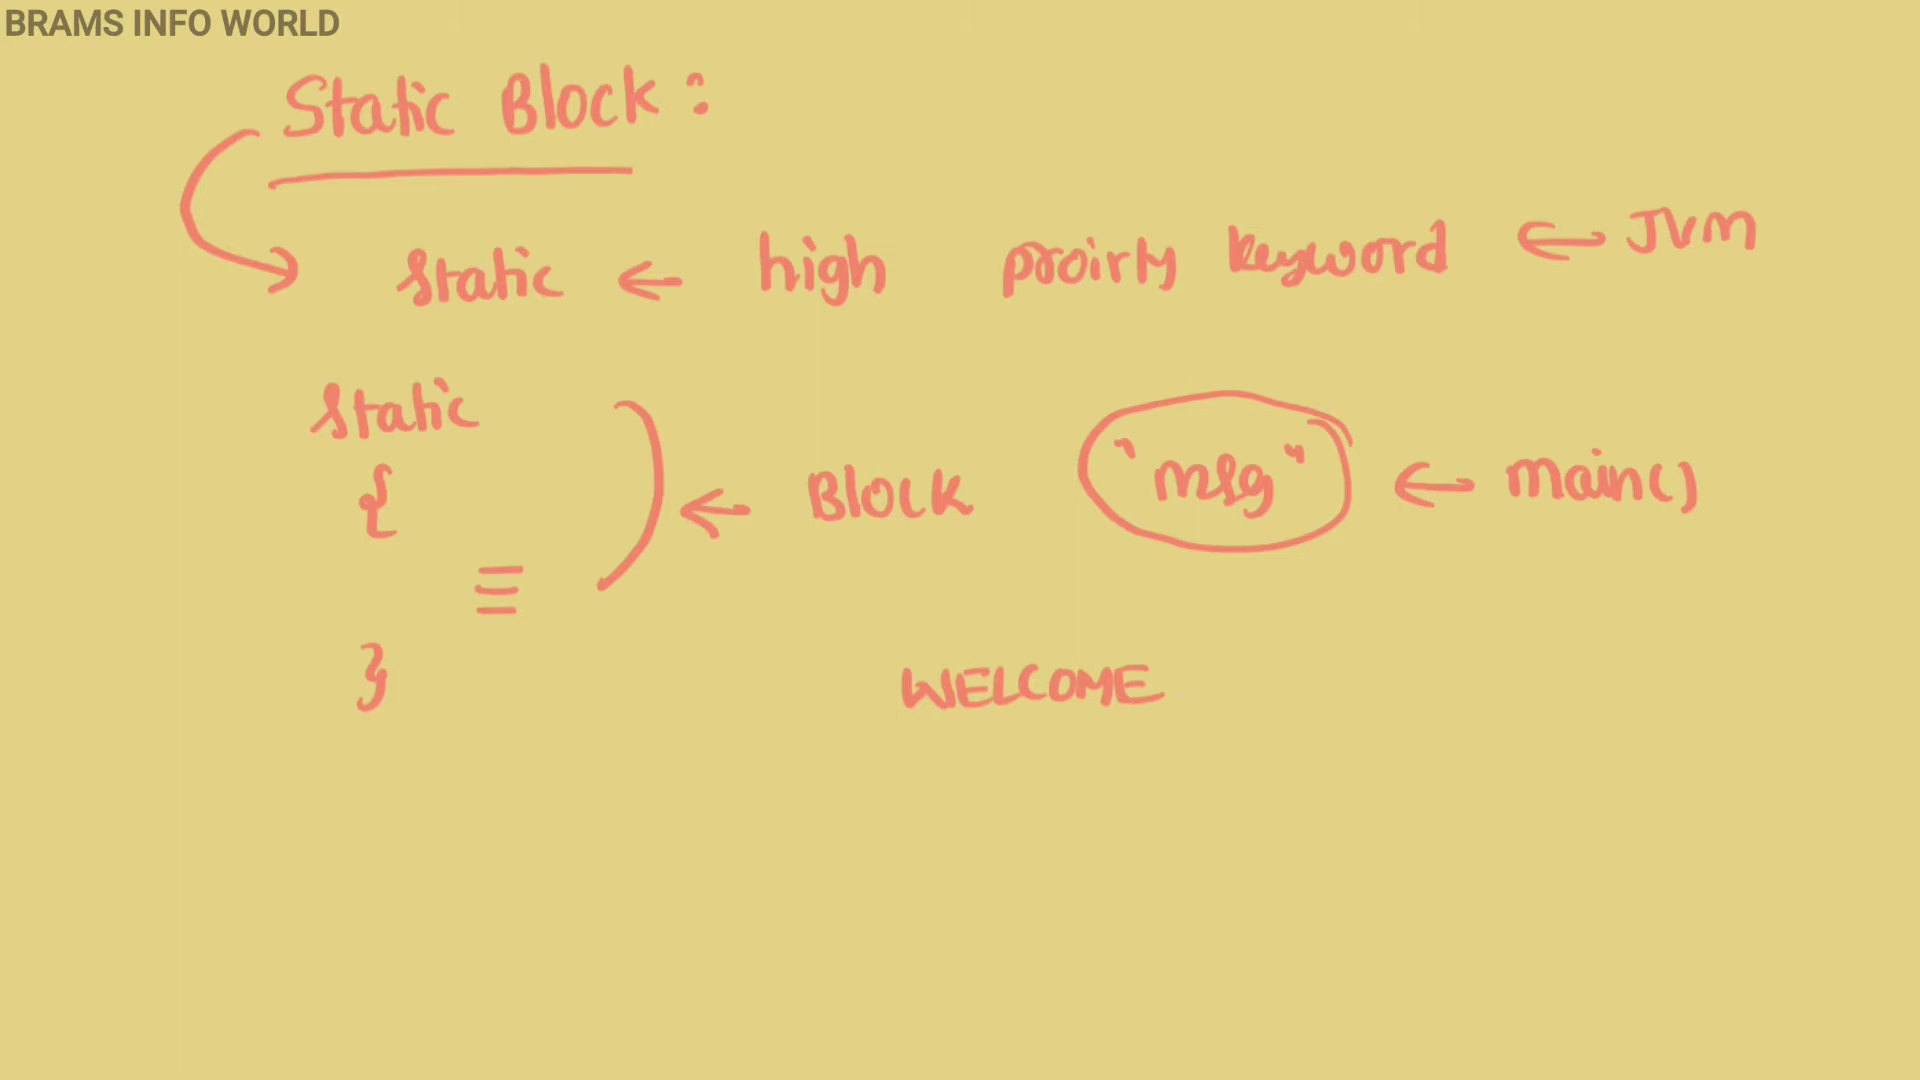 BRAMS INFO WORLD
Static Block :
static ← high proirty keyword ← JVM
static
{
} ← BLOCK "msg" ← main()
WELCOME